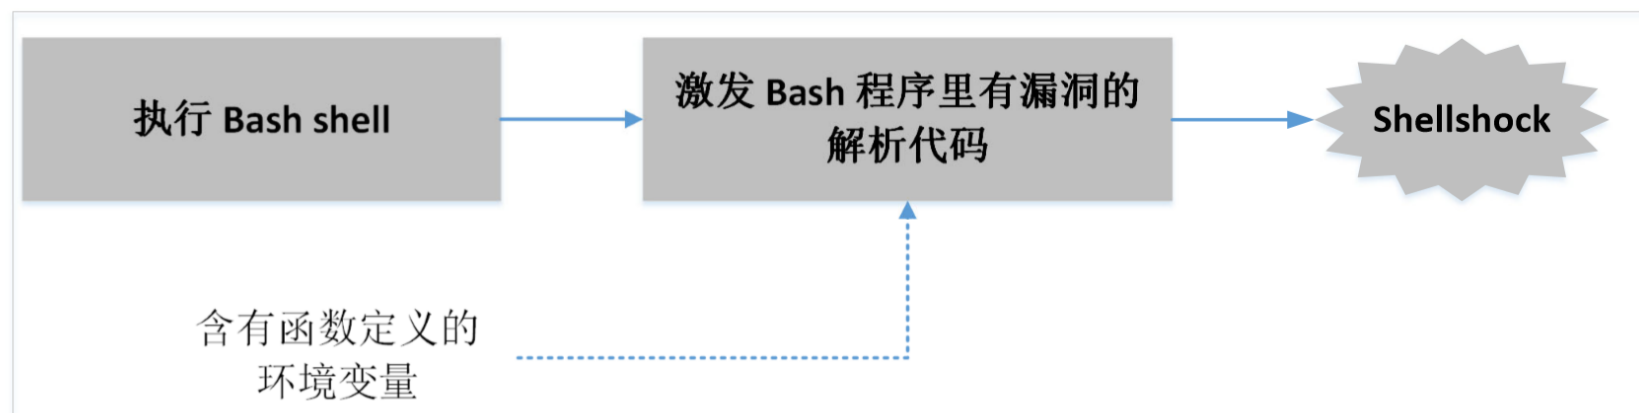 执行 Bash shell
激发 Bash 程序里有漏洞的
解析代码
Shellshock
含有函数定义的
环境变量